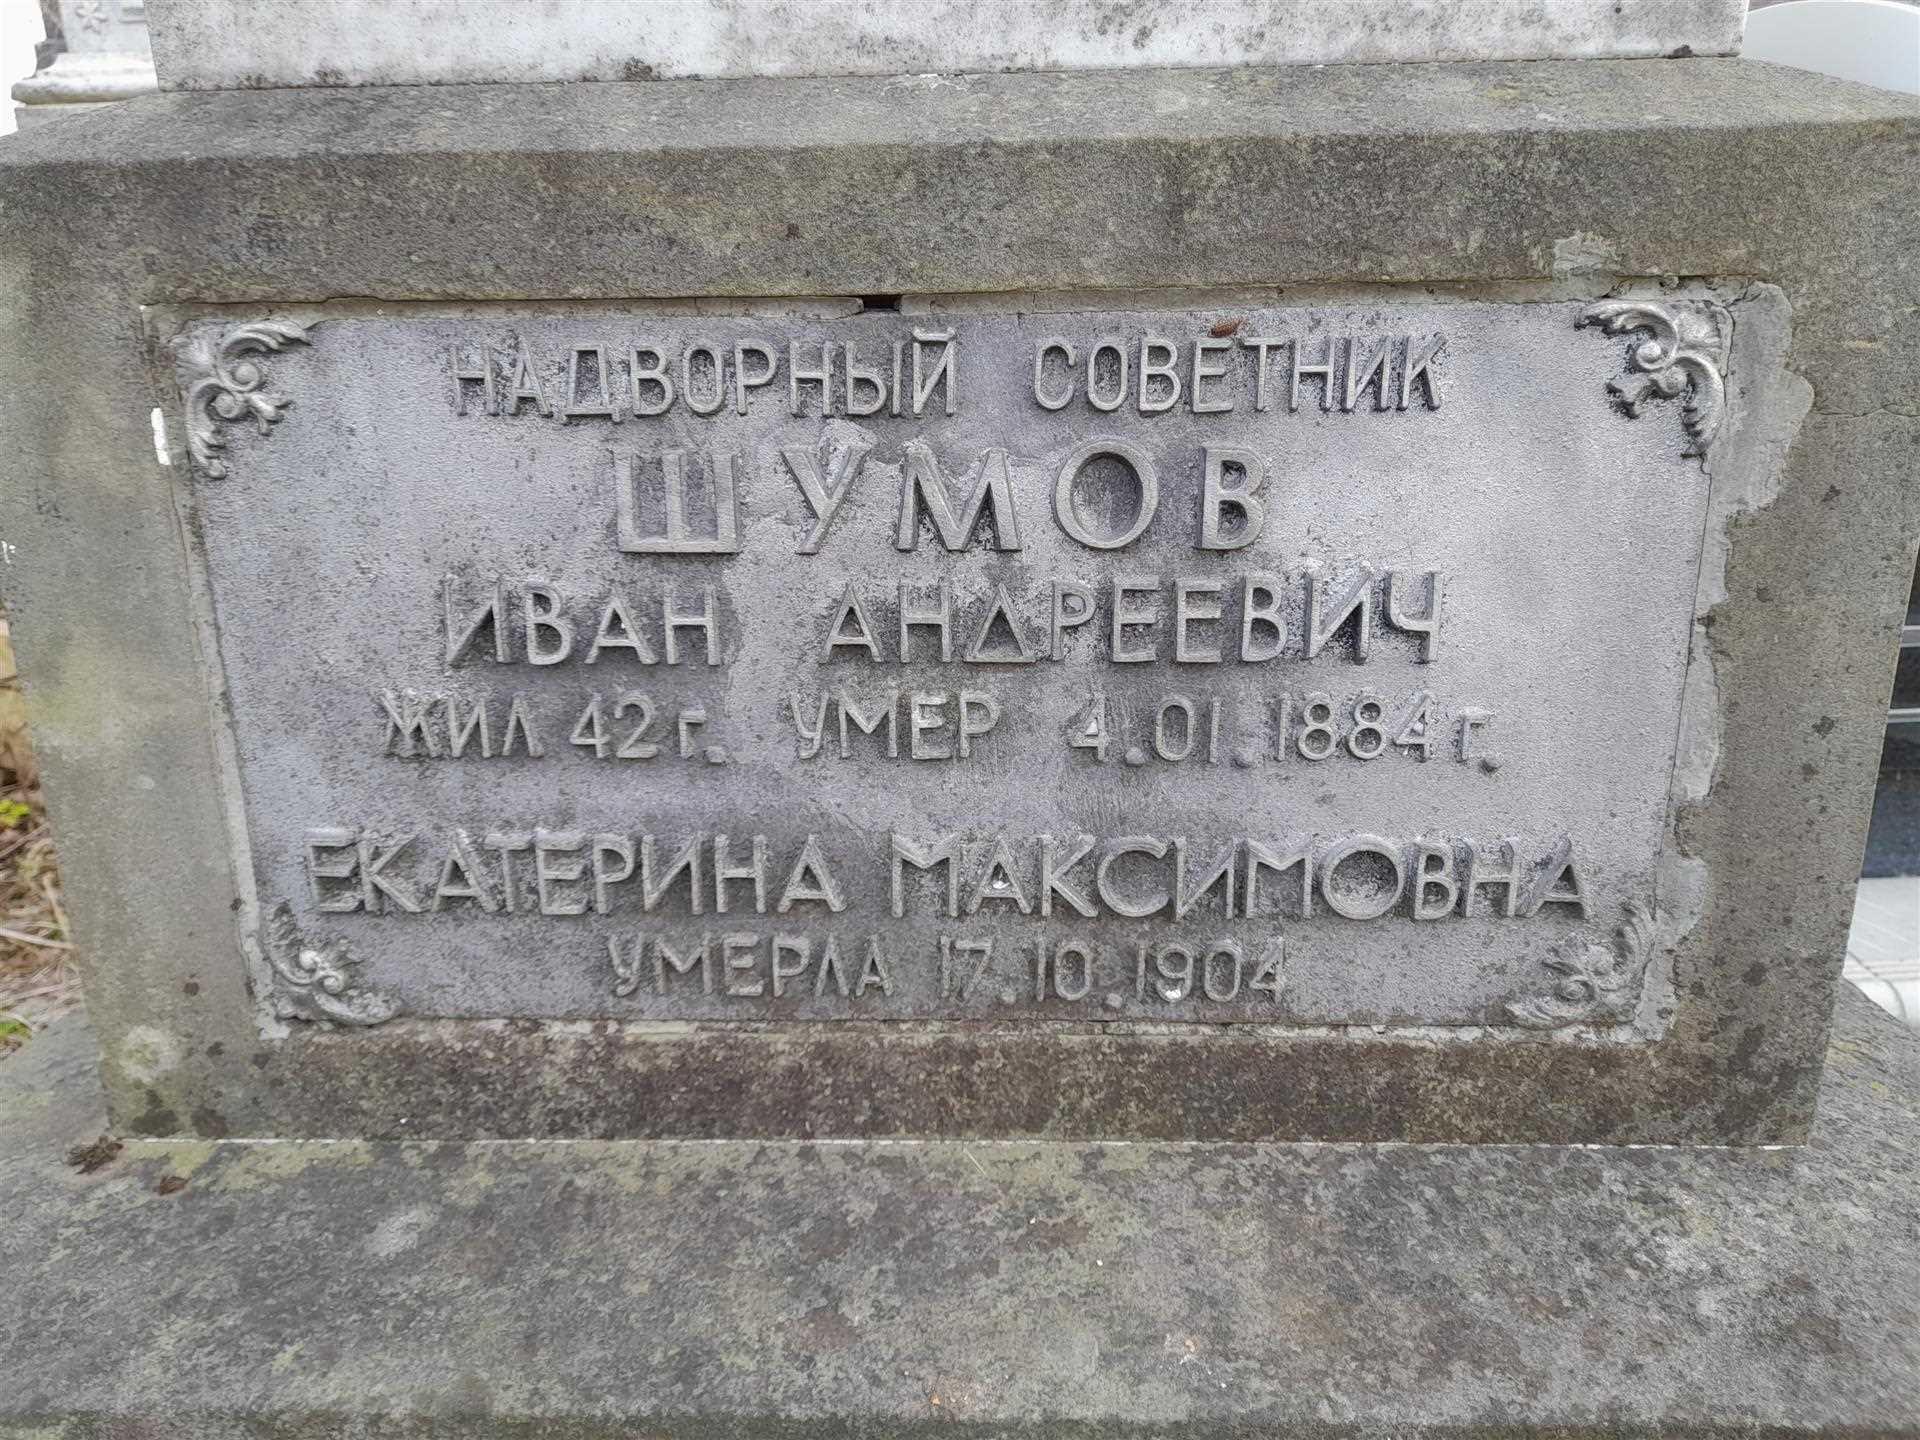 НАДВОРНЫЙ СОВЕТНИК
ШУМОВ
ИВАН АНДРЕЕВИЧ
ЖИЛ 42 г. УМЕР 4.01.1884 г.
ЕКАТЕРИНА МАКСИМОВНА
УМЕРЛА 17.10.1904